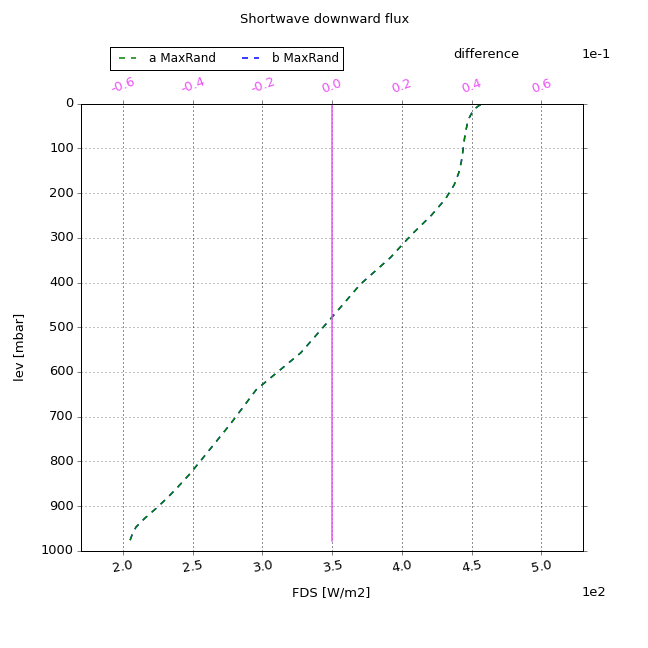 Shortwave downward flux
a MaxRand b MaxRand
difference 1e-1
-0.6 -0.4 -0.2 0.0 0.2 0.4 0.6
0
100
200
300
400
500
600
700
800
900
1000
lev [mbar]
2.0 2.5 3.0 3.5 4.0 4.5 5.0
FDS [W/m2] 1e2